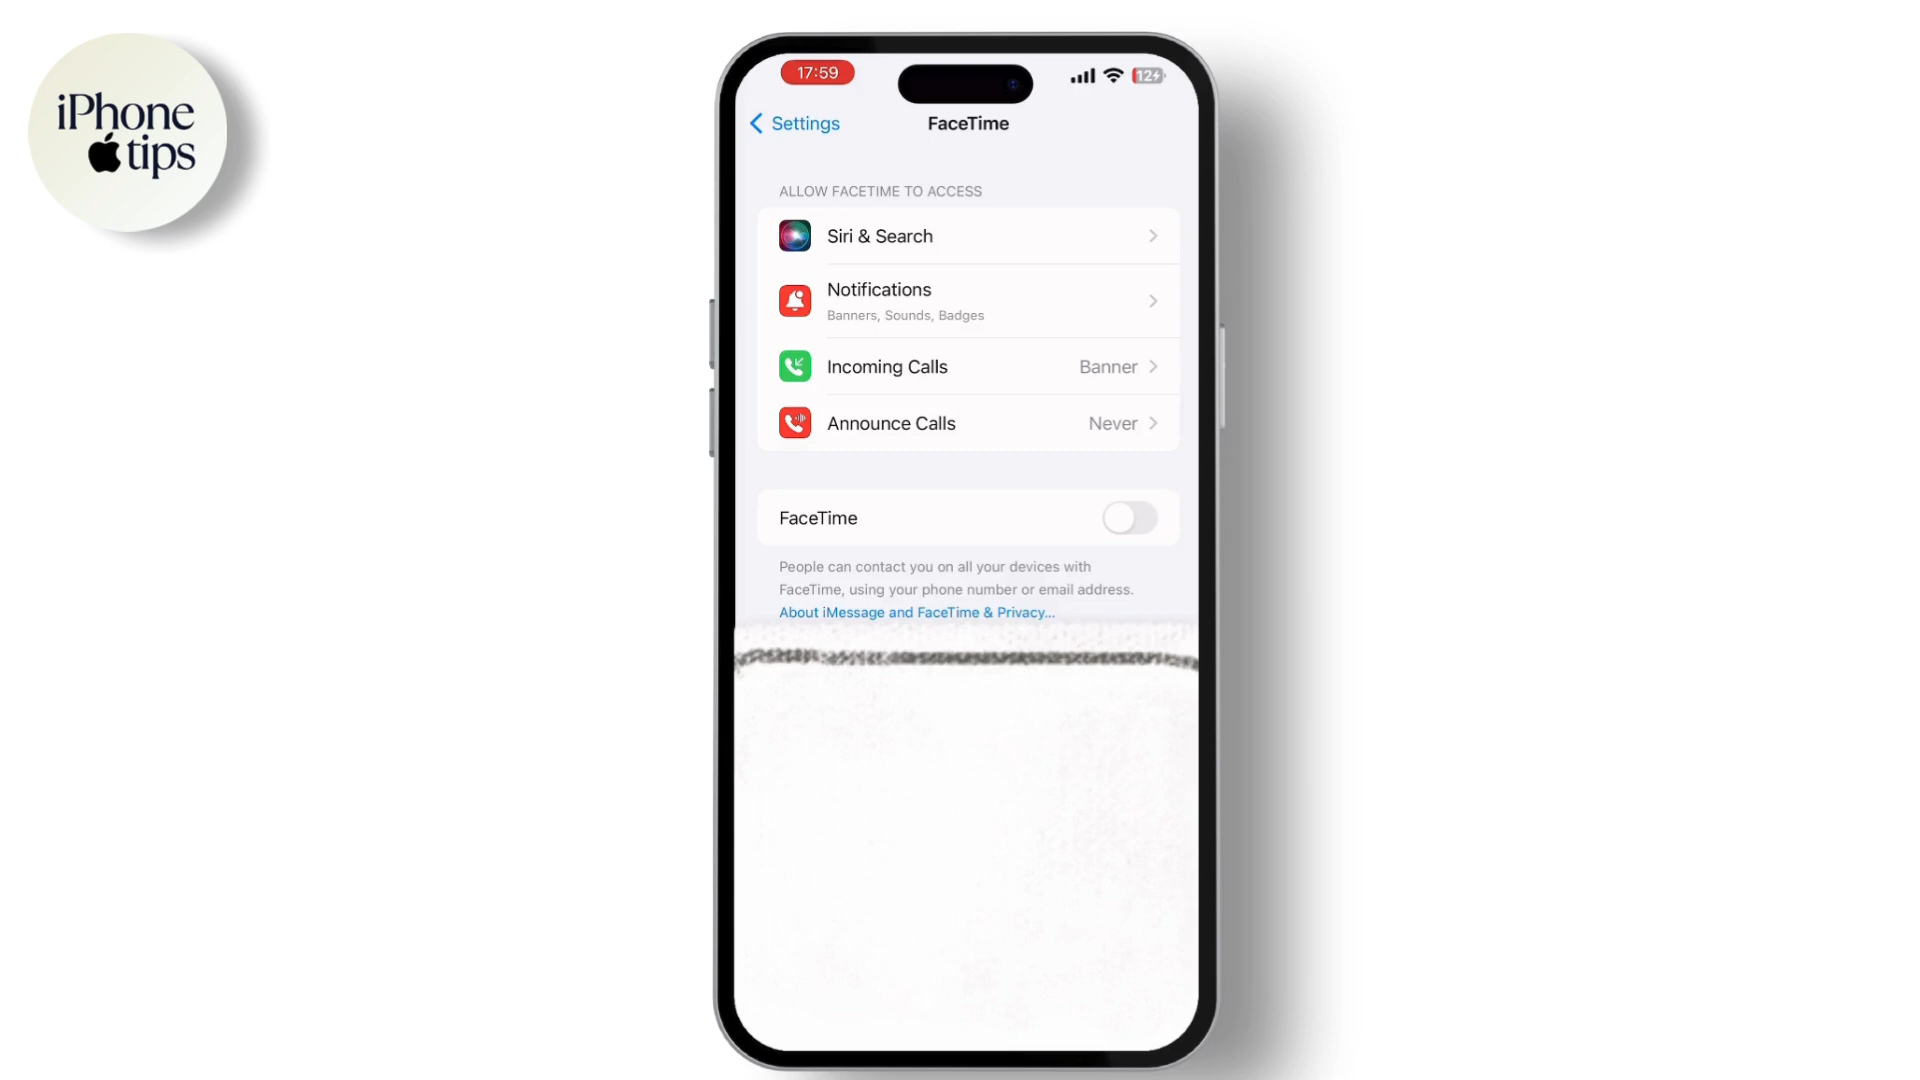 iPhone
tips
17:59
12
Settings
FaceTime
ALLOW FACETIME TO ACCESS
Siri & Search
Notifications
Banners, Sounds, Badges
Incoming Calls
Banner
Announce Calls
Never
FaceTime
People can contact you on all your devices with
FaceTime, using your phone number or email address.
About iMessage and FaceTime & Privacy...